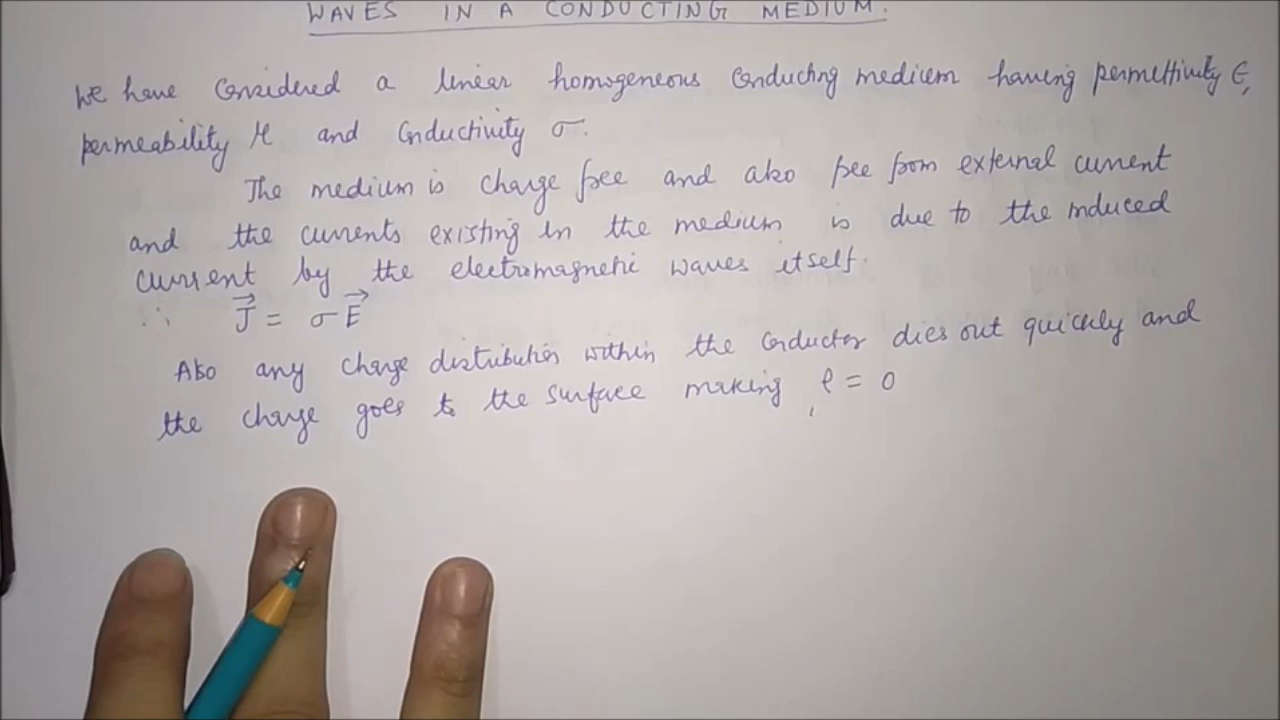 WAVES IN A CONDUCTING MEDIUM.
We have considered a linear homogeneous conducting medium having permittivity ϵ,
permeability μ and conductivity σ.
The medium is charge free and also free from external current
and the currents existing in the medium is due to the induced
current by the electromagnetic waves itself.
∴ J⃗ = σE⃗
Also any charge distribution within the conductor dies out quickly and
the charge goes to the surface making, ρ = 0